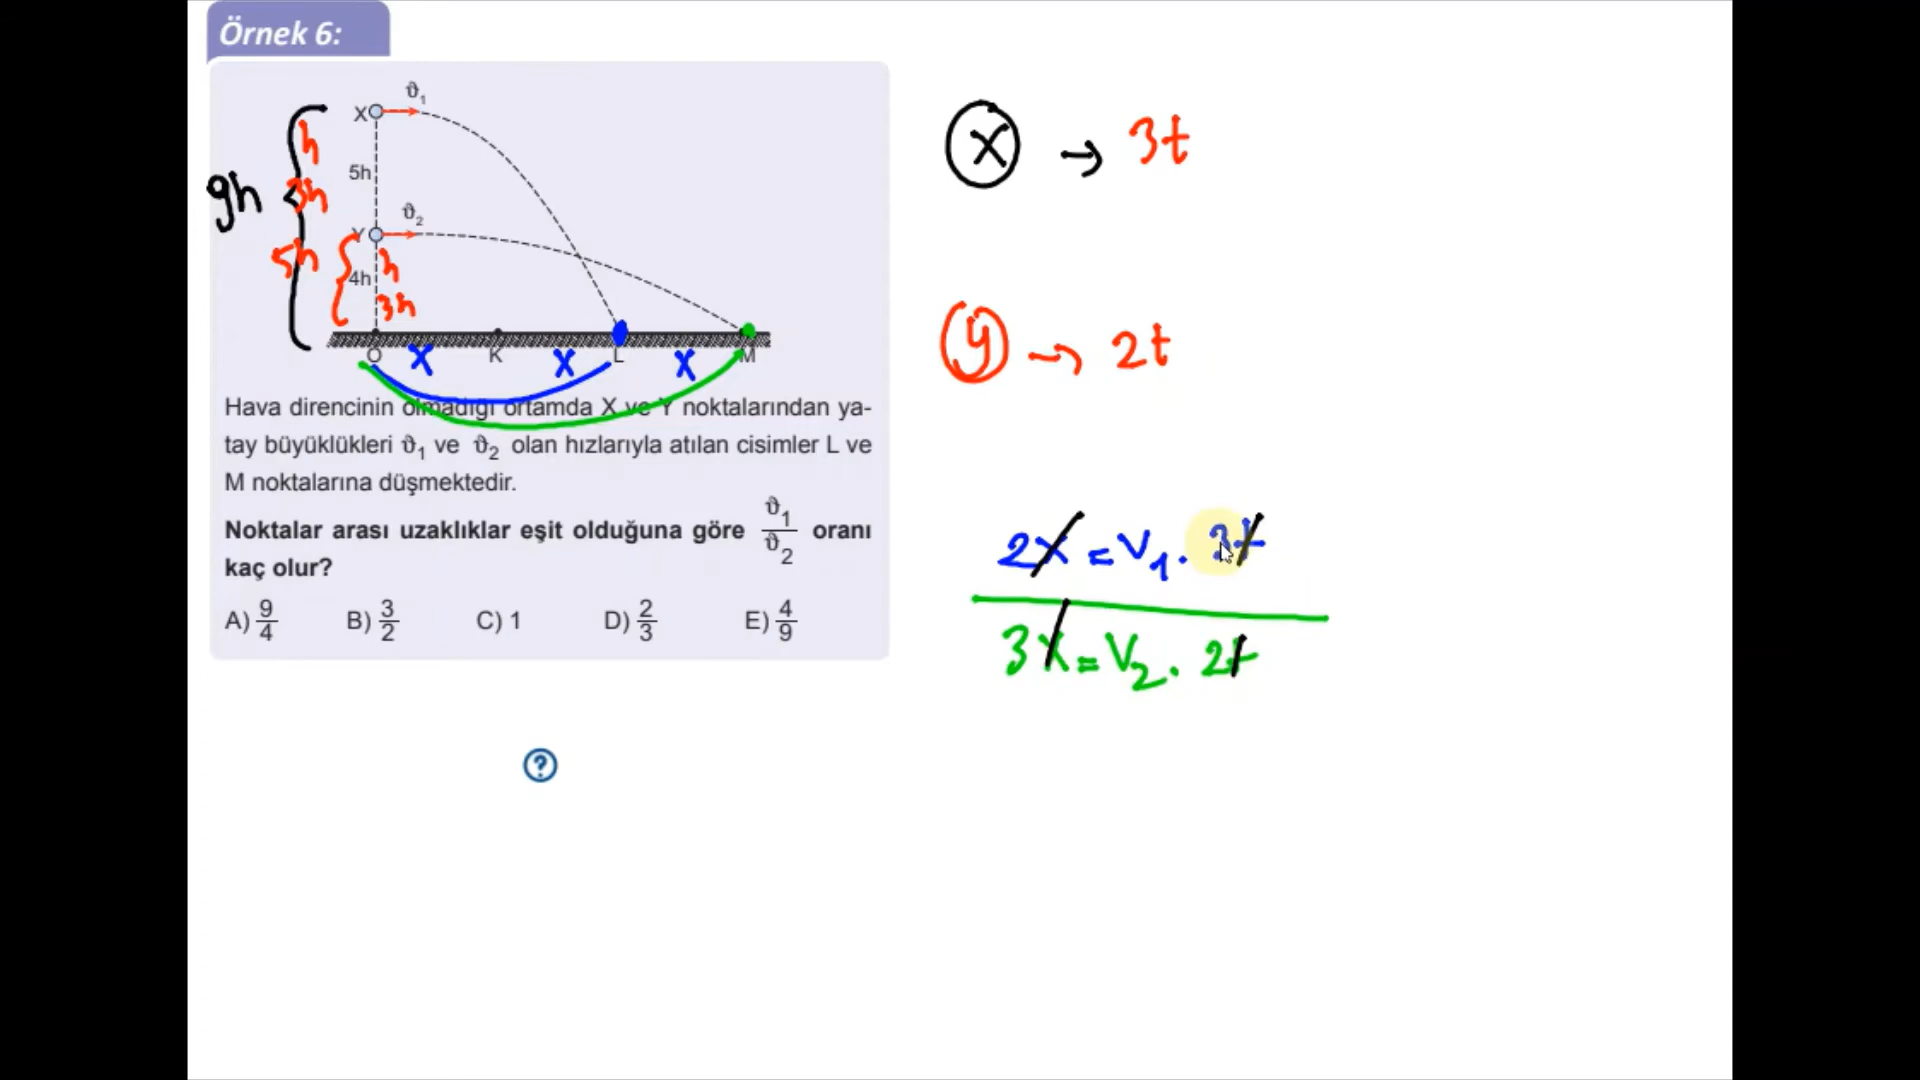 Örnek 6:
X ϑ1
5h
Y ϑ2
4h
O K L M
9h
h
3h
5h
h
3h
x x x
Hava direncinin olmadığı ortamda X ve Y noktalarından ya-
tay büyüklükleri ϑ1 ve ϑ2 olan hızlarıyla atılan cisimler L ve
M noktalarına düşmektedir.
Noktalar arası uzaklıklar eşit olduğuna göre ϑ1/ϑ2 oranı
kaç olur?
A) 9/4 B) 3/2 C) 1 D) 2/3 E) 4/9
X → 3t
y → 2t
2x = V1 . 3t
3x = V2 . 2t
?